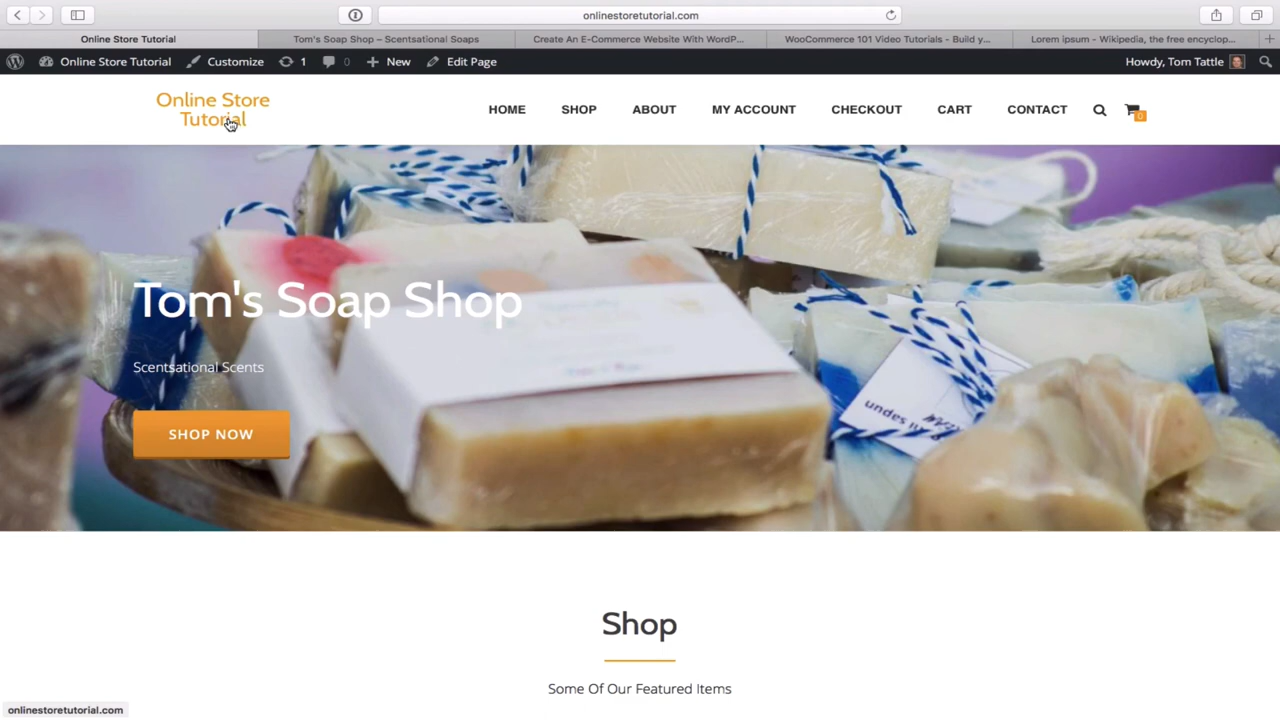 onlinestoretutorial.com
Online Store Tutorial
Tom's Soap Shop – Scentsational Soaps
Create An E-Commerce Website With WordP...
WooCommerce 101 Video Tutorials - Build y...
Lorem ipsum - Wikipedia, the free encyclop...
Online Store Tutorial
1
0
New
Edit Page
Customize
Howdy, Tom Tattle
Online Store
Tutorial
HOME
SHOP
ABOUT
MY ACCOUNT
CHECKOUT
CART
CONTACT
0
Tom's Soap Shop
Scentsational Scents
SHOP NOW
Shop
Some Of Our Featured Items
onlinestoretutorial.com